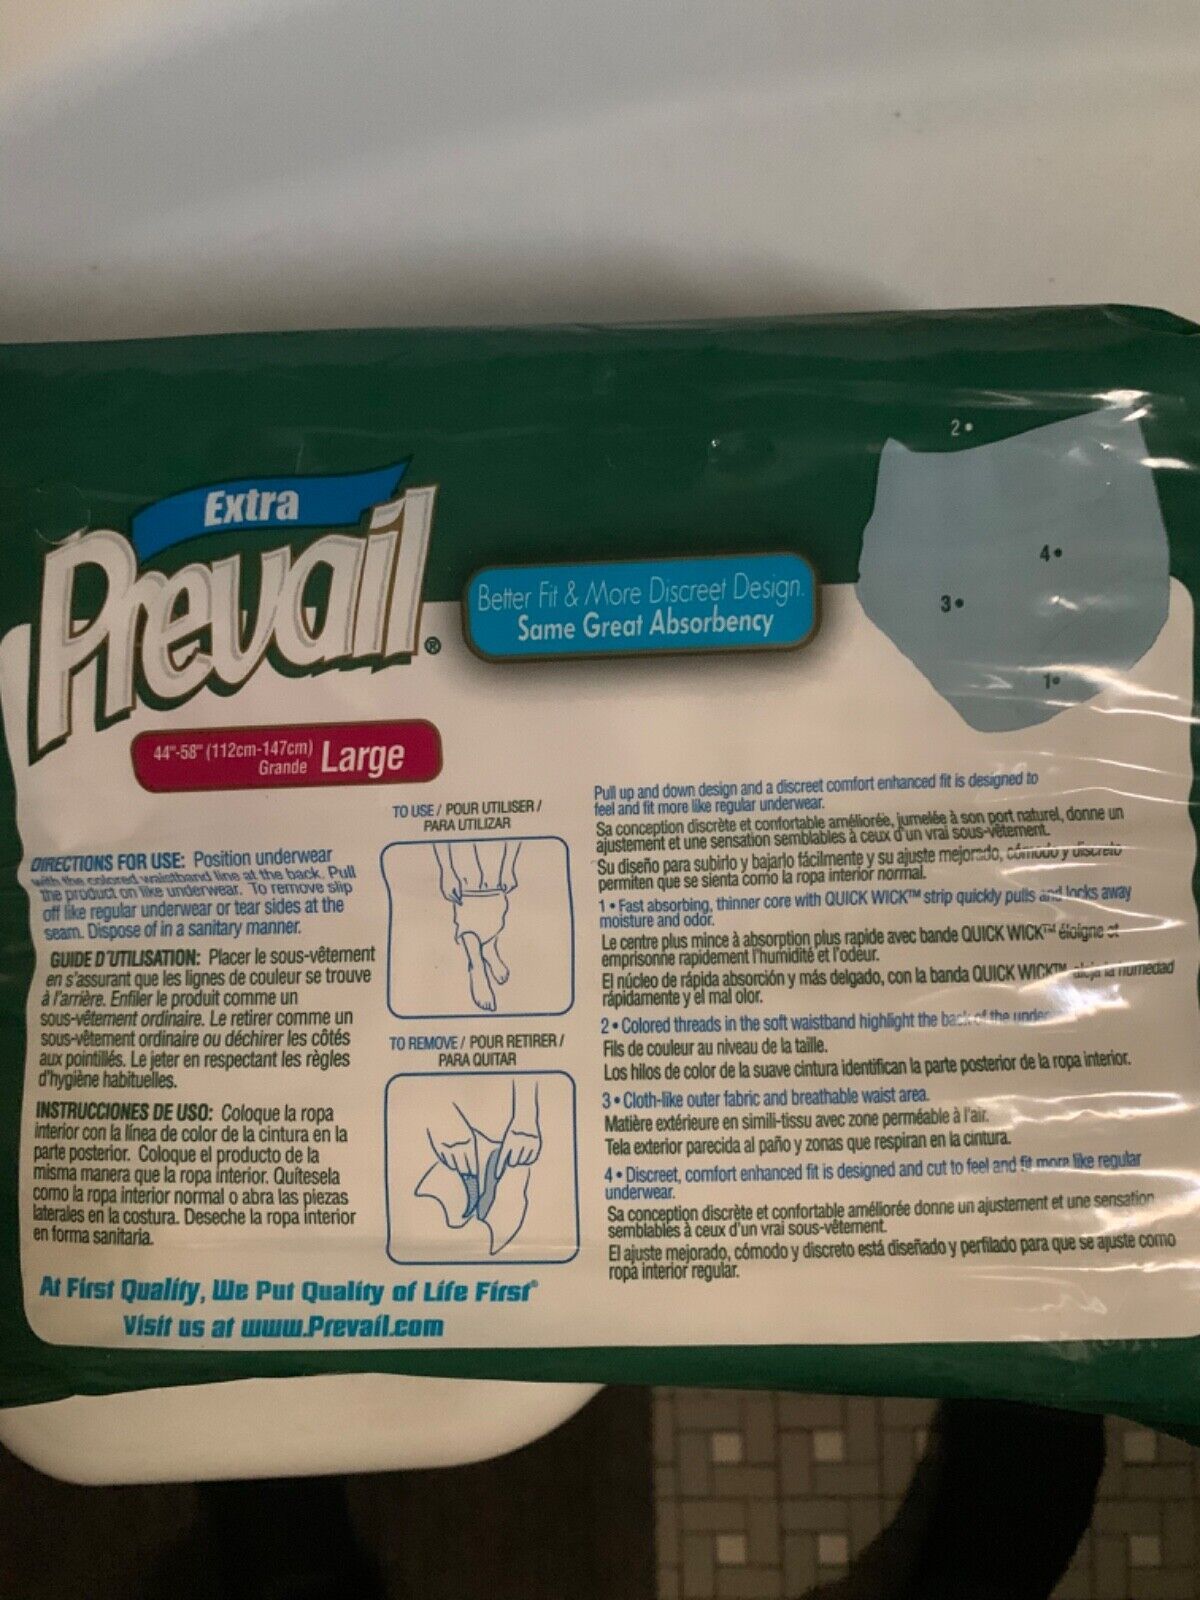 Extra
Prevail®
44"-58" (112cm-147cm)
Grande
Large
Better Fit & More Discreet Design.
Same Great Absorbency
2•
4•
3•
1•
DIRECTIONS FOR USE: Position underwear
with the colored waistband line at the back. Pull
the product on like underwear. To remove slip
off like regular underwear or tear sides at the
seam. Dispose of in a sanitary manner.
GUIDE D'UTILISATION: Placer le sous-vêtement
en s'assurant que les lignes de couleur se trouve
à l'arrière. Enfiler le produit comme un
sous-vêtement ordinaire. Le retirer comme un
sous-vêtement ordinaire ou déchirer les côtés
aux pointillés. Le jeter en respectant les règles
d'hygiène habituelles.
INSTRUCCIONES DE USO: Coloque la ropa
interior con la línea de color de la cintura en la
parte posterior. Coloque el producto de la
misma manera que la ropa interior. Quítesela
como la ropa interior normal o abra las piezas
laterales en la costura. Deseche la ropa interior
en forma sanitaria.
TO USE / POUR UTILISER /
PARA UTILIZAR
TO REMOVE / POUR RETIRER /
PARA QUITAR
Pull up and down design and a discreet comfort enhanced fit is designed to
feel and fit more like regular underwear.
Sa conception discrète et confortable améliorée, jumelée à son port naturel, donne un
ajustement et une sensation semblables à ceux d'un vrai sous-vêtement.
Su diseño para subirlo y bajarlo fácilmente y su ajuste mejorado, cómodo y discreto
permiten que se sienta como la ropa interior normal.
1 • Fast absorbing, thinner core with QUICK WICK™ strip quickly pulls and locks away
moisture and odor.
Le centre plus mince à absorption plus rapide avec bande QUICK WICK™ éloigne et
emprisonne rapidement l'humidité et l'odeur.
El núcleo de rápida absorción y más delgado, con la banda QUICK WICK™ aleja la humedad
rápidamente y el mal olor.
2 • Colored threads in the soft waistband highlight the back of the
Fils de couleur au niveau de la taille.
Los hilos de color de la suave cintura identifican la parte posterior de la ropa interior.
3 • Cloth-like outer fabric and breathable waist area.
Matière extérieure en simili-tissu avec zone perméable à l'air.
Tela exterior parecida al paño y zonas que respiran en la cintura.
4 • Discreet, comfort enhanced fit is designed and cut to feel and fit more like regular
underwear.
Sa conception discrète et confortable améliorée donne un ajustement et une sensation
semblables à ceux d'un vrai sous-vêtement.
El ajuste mejorado, cómodo y discreto está diseñado y perfilado para que se ajuste como
ropa interior regular.
At First Quality, We Put Quality of Life First®
Visit us at www.Prevail.com